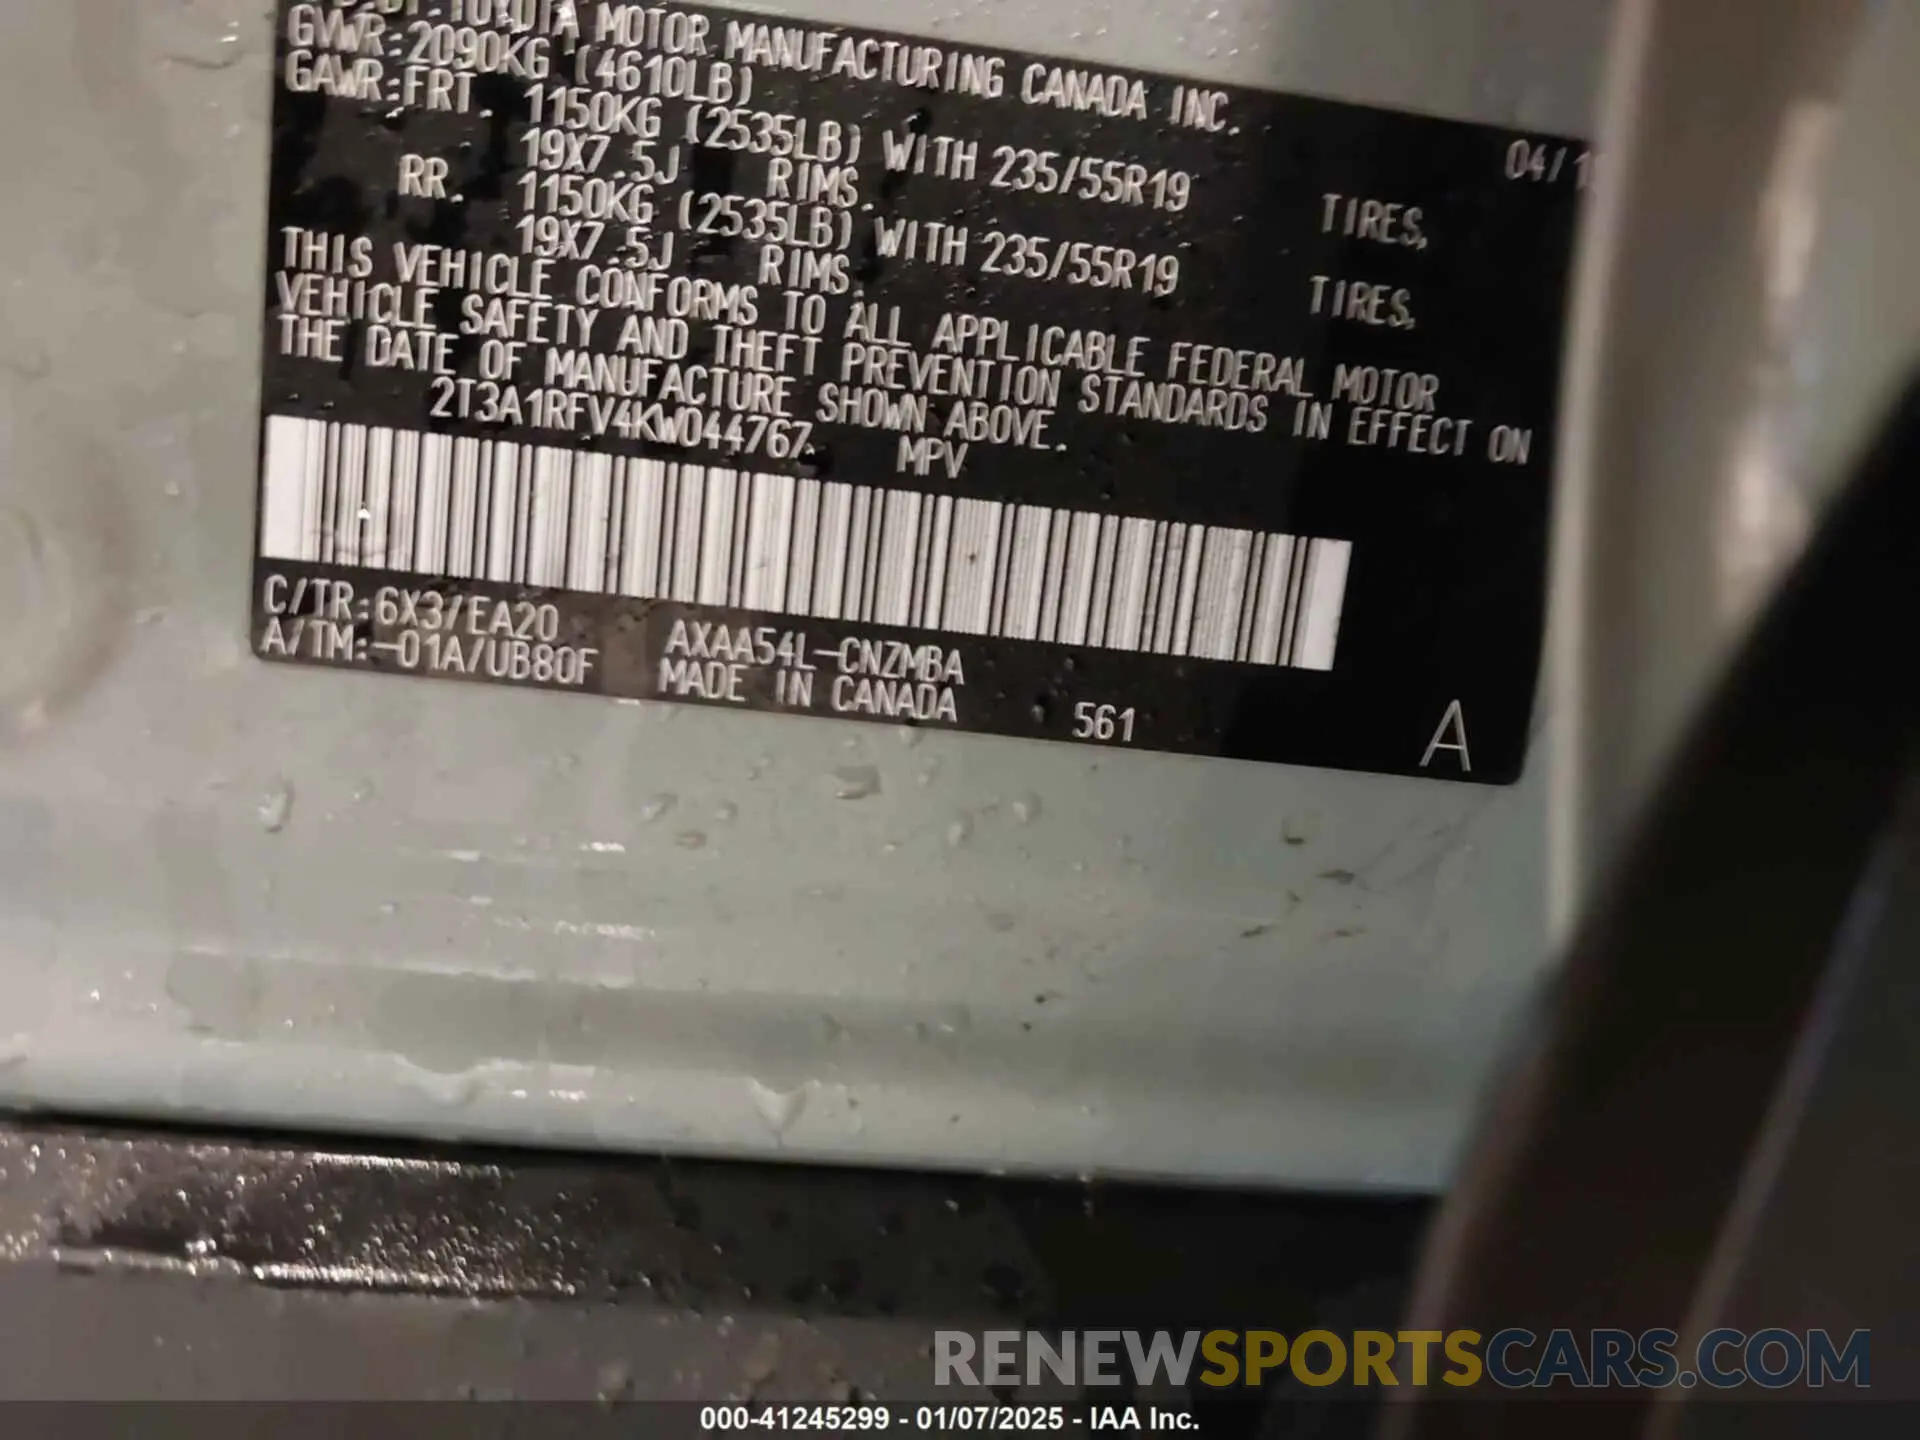 TOYOTA MOTOR MANUFACTURING CANADA INC.
GVWR:2090KG (4610LB) 04/1
GAWR:FRT. 1150KG (2535LB) WITH 235/55R19 TIRES,
19X7.5J RIMS.
RR. 1150KG (2535LB) WITH 235/55R19 TIRES,
19X7.5J RIMS.
THIS VEHICLE CONFORMS TO ALL APPLICABLE FEDERAL MOTOR
VEHICLE SAFETY AND THEFT PREVENTION STANDARDS IN EFFECT ON
THE DATE OF MANUFACTURE SHOWN ABOVE.
2T3A1RFV4KW044767 MPV
C/TR:6X3/EA20 AXAA54L-CNZMBA
A/TM:-01A/UB80F MADE IN CANADA 561 A
RENEWSPORTSCARS.COM
000-41245299 - 01/07/2025 - IAA Inc.